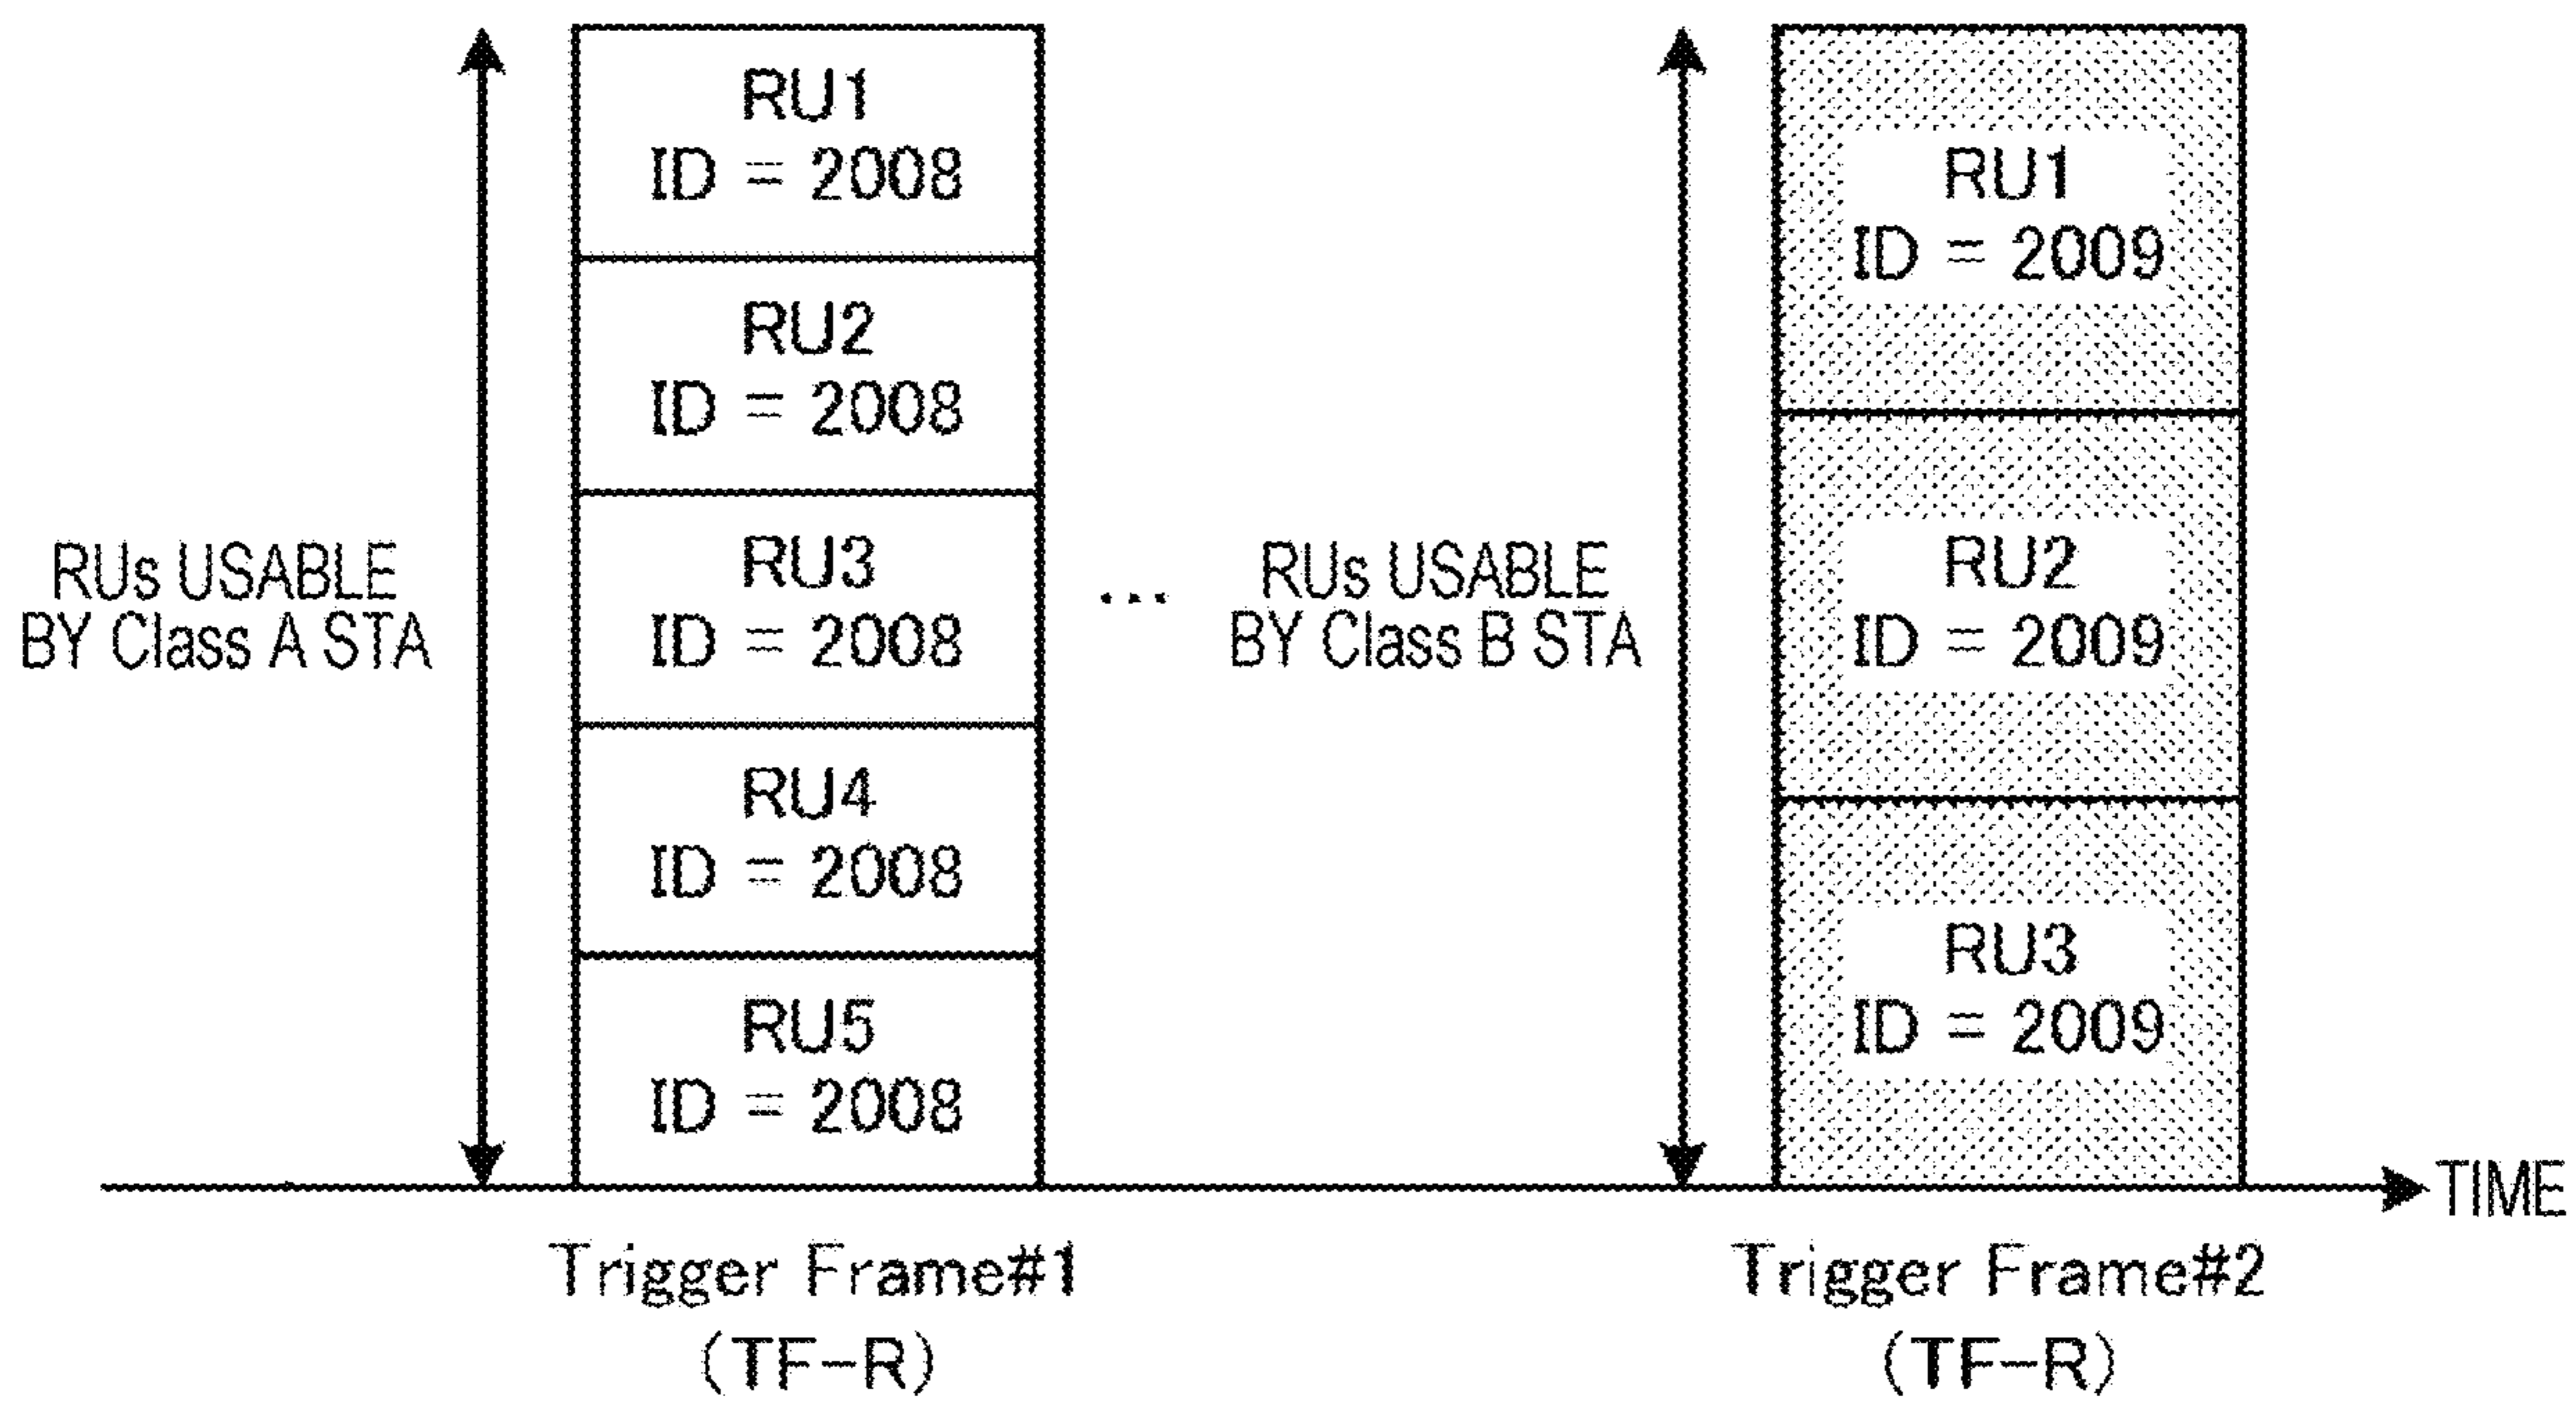 RUs USABLE
BY Class A STA
RU1
ID = 2008
RU2
ID = 2008
RU3
ID = 2008
RU4
ID = 2008
RU5
ID = 2008
...
RUs USABLE
BY Class B STA
RU1
ID = 2009
RU2
ID = 2009
RU3
ID = 2009
TIME
Trigger Frame#1
(TF-R)
Trigger Frame#2
(TF-R)